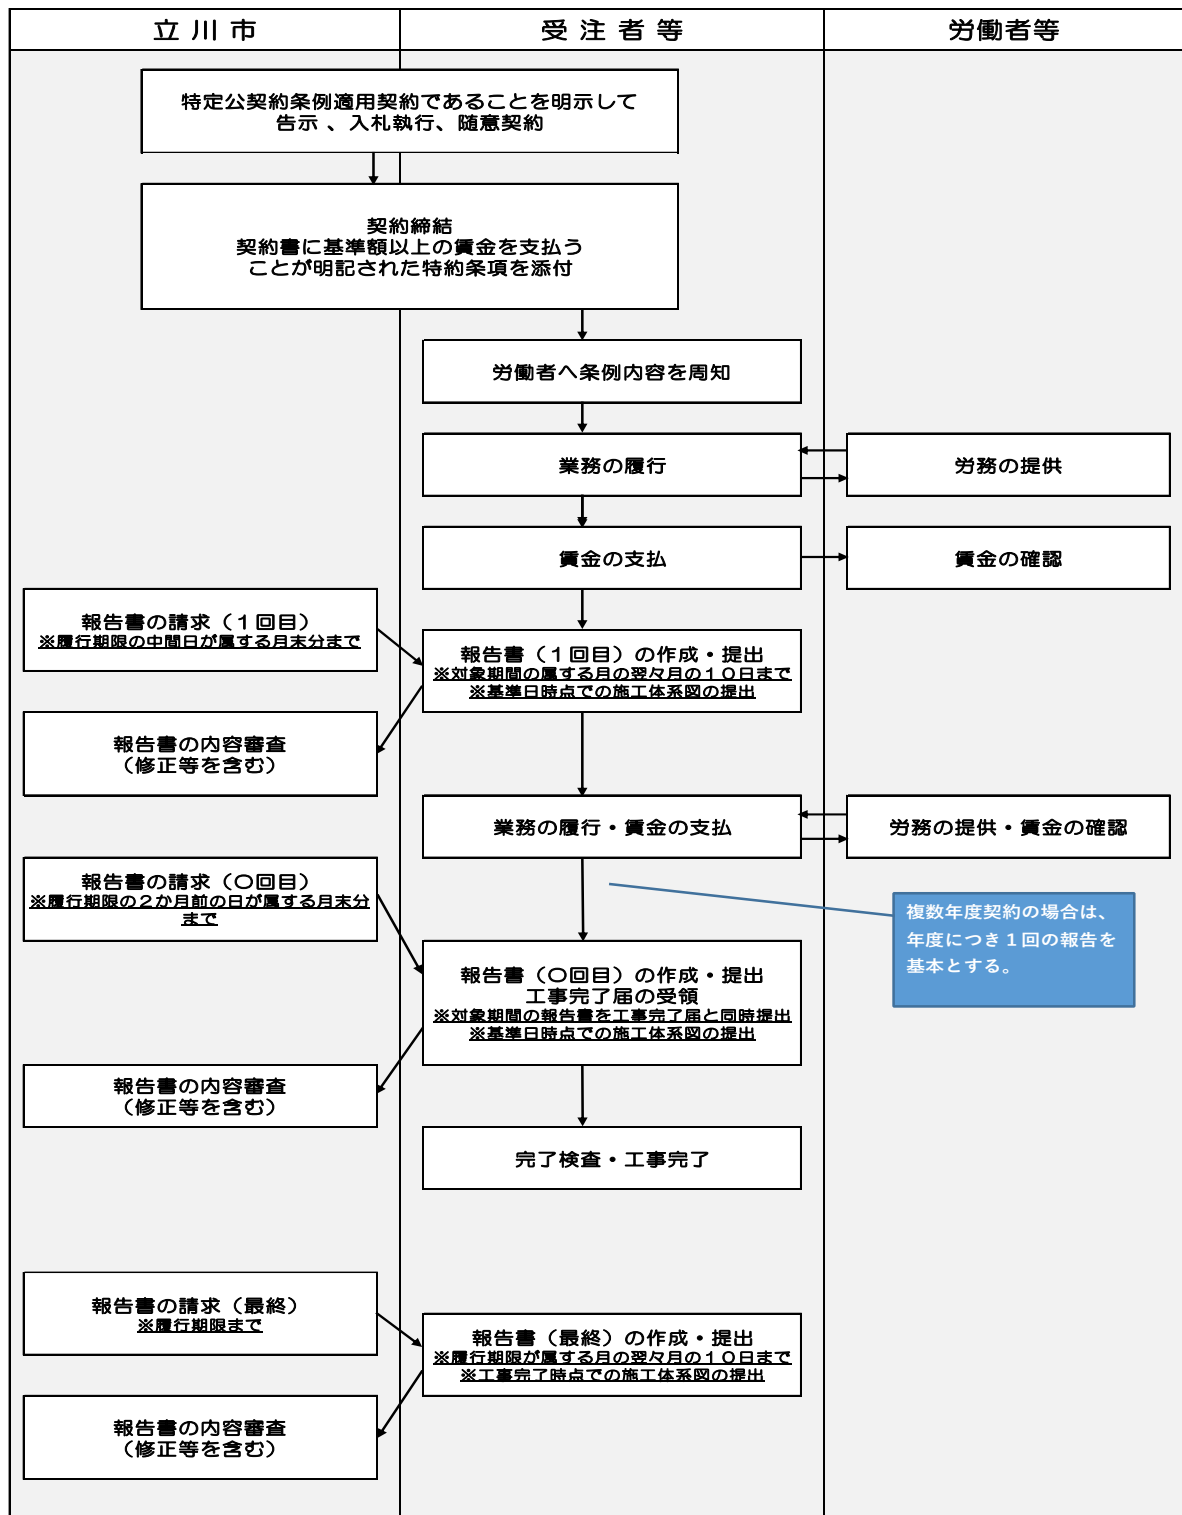 立 川 市
受 注 者 等
労働者等
特定公契約条例適用契約であることを明示して
告示 、入札執行、随意契約
契約締結
契約書に基準額以上の賃金を支払う
ことが明記された特約条項を添付
労働者へ条例内容を周知
業務の履行
労務の提供
賃金の支払
賃金の確認
報告書の請求（１回目）
※履行期限の中間日が属する月末分まで
報告書（１回目）の作成・提出
※対象期間の属する月の翌々月の１０日まで
※基準日時点での施工体系図の提出
報告書の内容審査
（修正等を含む）
業務の履行・賃金の支払
労務の提供・賃金の確認
報告書の請求（〇回目）
※履行期限の２か月前の日が属する月末分
まで
複数年度契約の場合は、
年度につき１回の報告を
基本とする。
報告書（〇回目）の作成・提出
工事完了届の受領
※対象期間の報告書を工事完了届と同時提出
※基準日時点での施工体系図の提出
報告書の内容審査
（修正等を含む）
完了検査・工事完了
報告書の請求（最終）
※履行期限まで
報告書（最終）の作成・提出
※履行期限が属する月の翌々月の１０日まで
※工事完了時点での施工体系図の提出
報告書の内容審査
（修正等を含む）